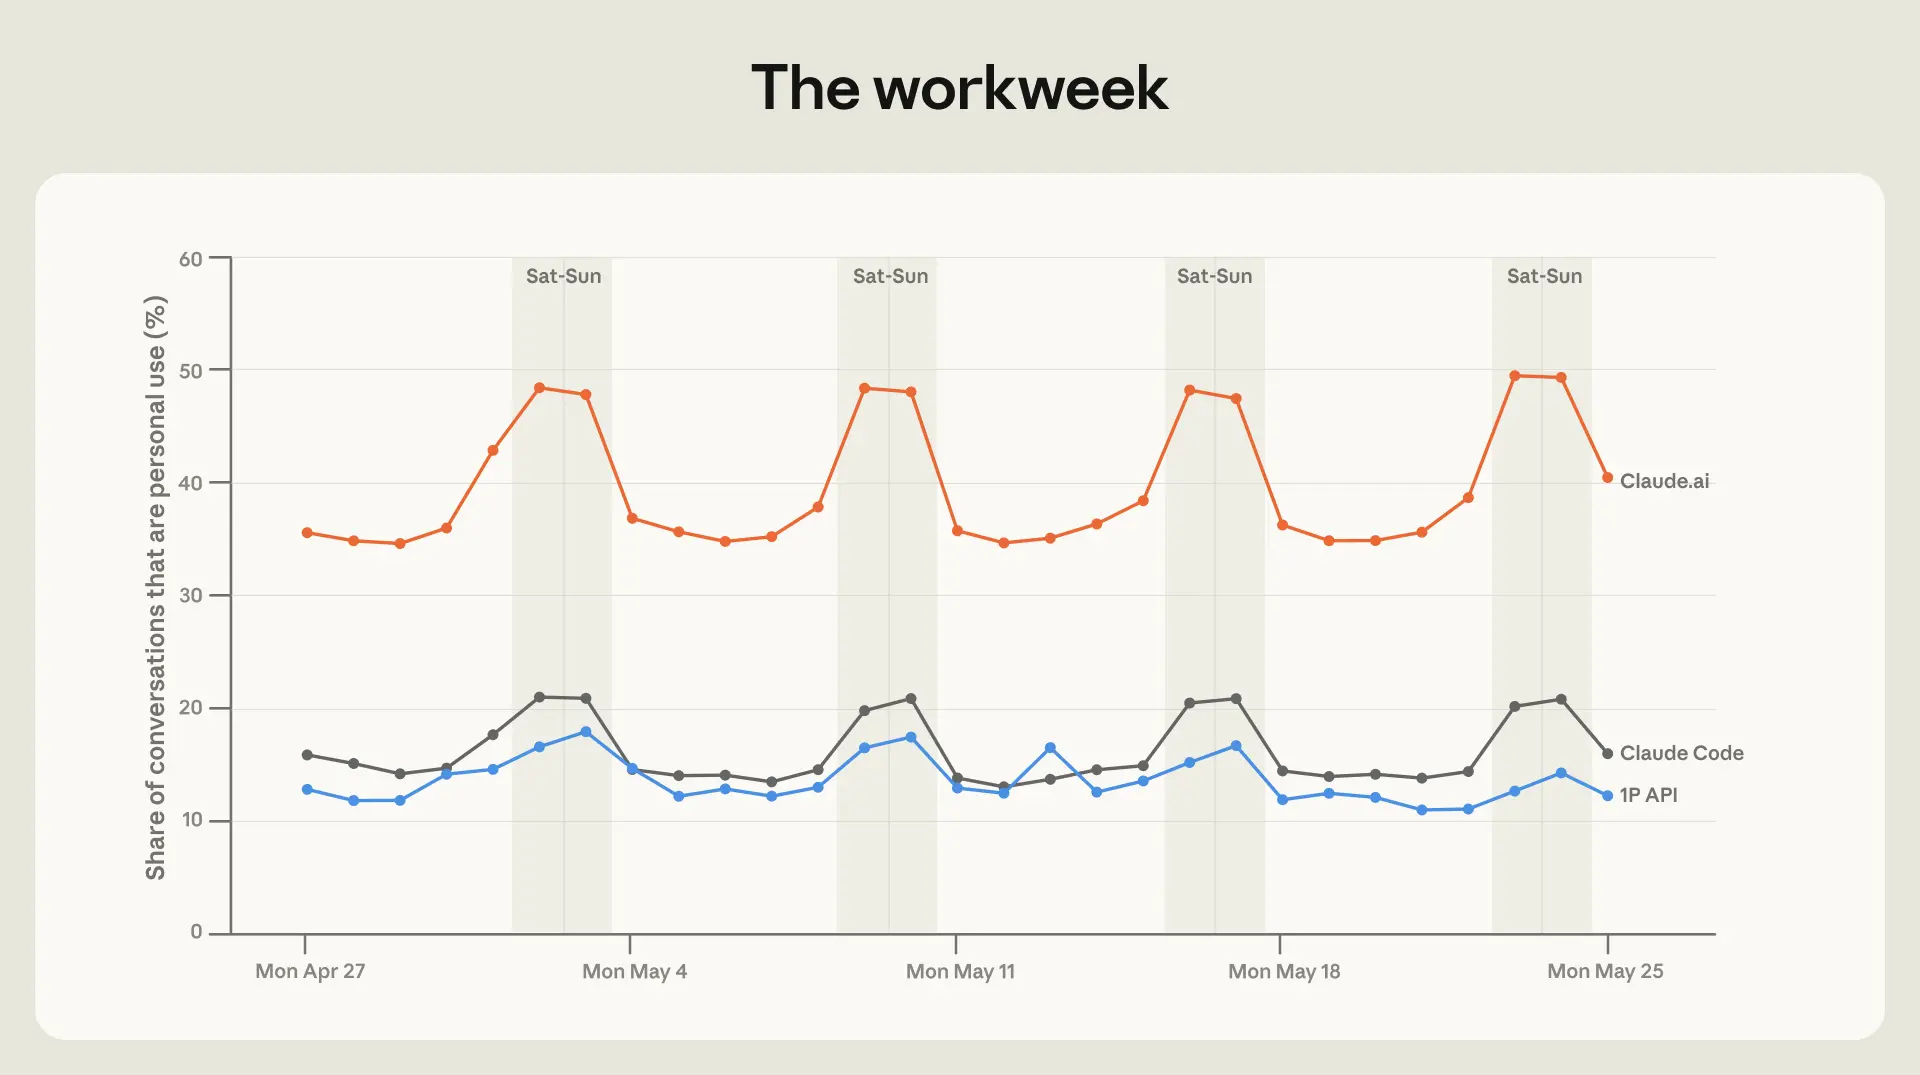 The workweek
Share of conversations that are personal use (%)
60
50
40
30
20
10
0
Sat-Sun
Sat-Sun
Sat-Sun
Sat-Sun
Claude.ai
Claude Code
1P API
Mon Apr 27
Mon May 4
Mon May 11
Mon May 18
Mon May 25